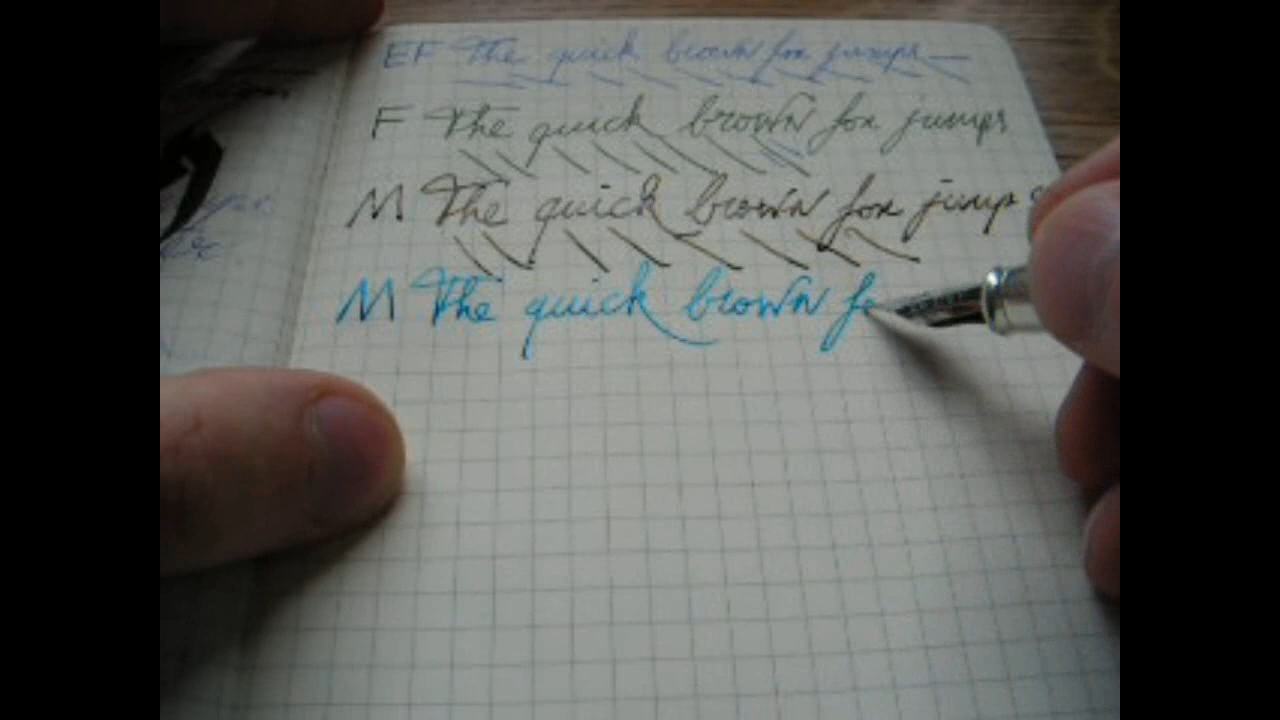 EF The quick brown fox jumps
F The quick brown fox jumps
M The quick brown fox jumps
M The quick brown fo